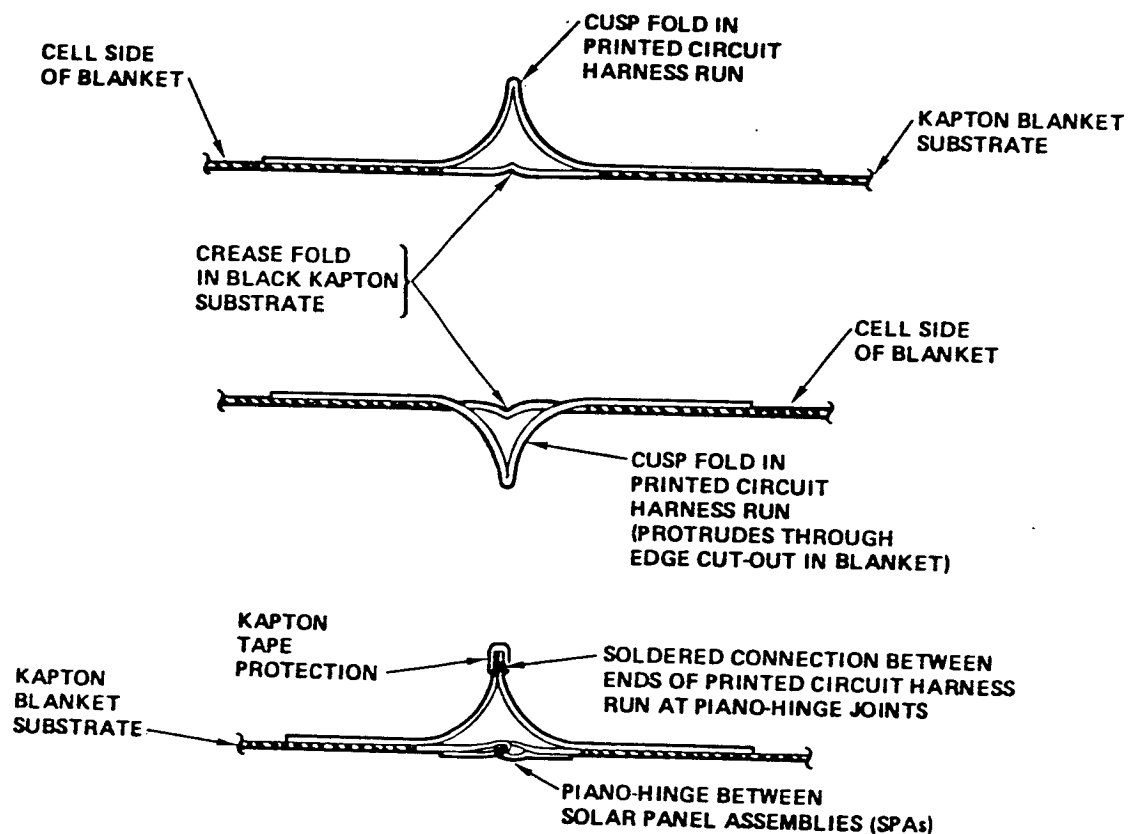 CUSP FOLD IN
PRINTED CIRCUIT
HARNESS RUN
CELL SIDE
OF BLANKET
KAPTON BLANKET
SUBSTRATE
CREASE FOLD
IN BLACK KAPTON
SUBSTRATE
CELL SIDE
OF BLANKET
CUSP FOLD IN
PRINTED CIRCUIT
HARNESS RUN
(PROTRUDES THROUGH
EDGE CUT-OUT IN BLANKET)
KAPTON
TAPE
PROTECTION
SOLDERED CONNECTION BETWEEN
ENDS OF PRINTED CIRCUIT HARNESS
RUN AT PIANO-HINGE JOINTS
KAPTON
BLANKET
SUBSTRATE
PIANO-HINGE BETWEEN
SOLAR PANEL ASSEMBLIES (SPAs)